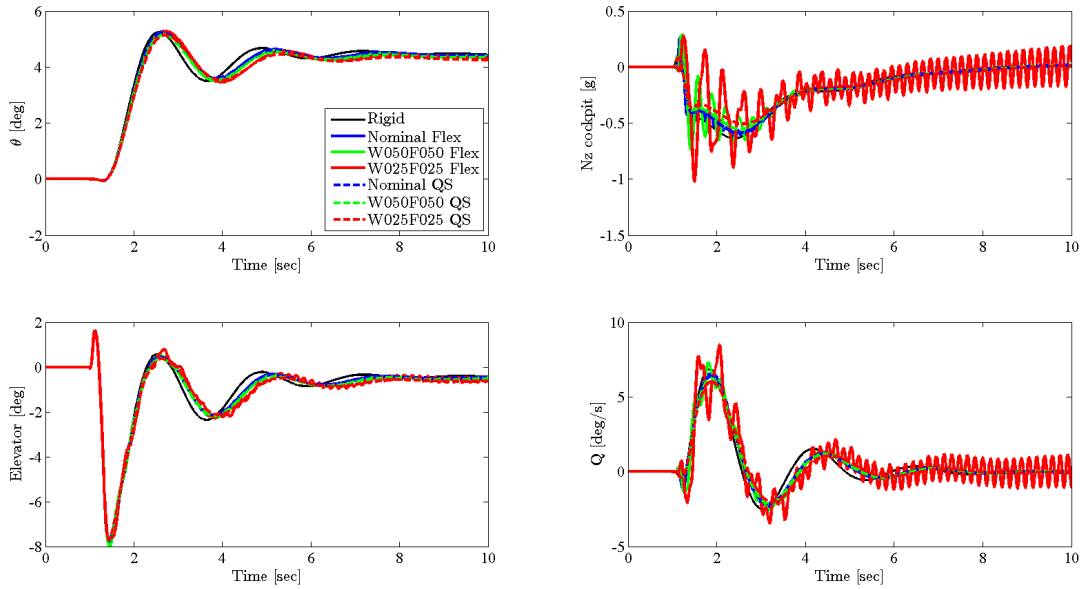 6
4
2
0
-2
θ [deg]
0 2 4 6 8 10
Time [sec]
Rigid
Nominal Flex
W050F050 Flex
W025F025 Flex
Nominal QS
W050F050 QS
W025F025 QS
0.5
0
-0.5
-1
-1.5
Nz cockpit [g]
0 2 4 6 8 10
Time [sec]
2
0
-2
-4
-6
-8
Elevator [deg]
0 2 4 6 8 10
Time [sec]
10
5
0
-5
Q [deg/s]
0 2 4 6 8 10
Time [sec]